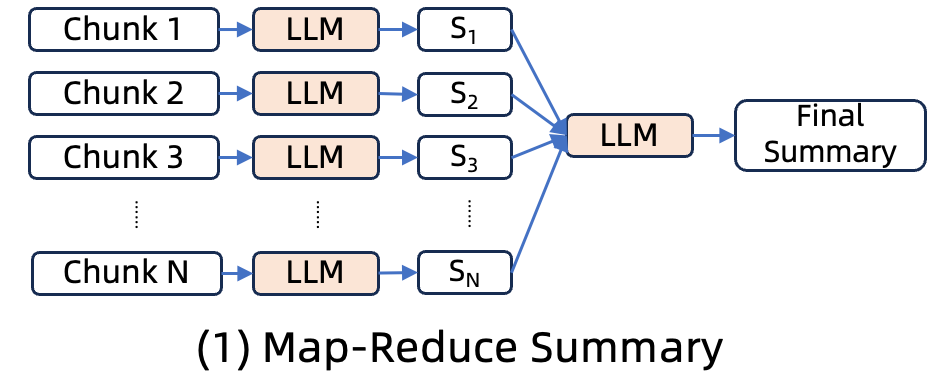 Chunk 1 LLM S₁
Chunk 2 LLM S₂
Chunk 3 LLM S₃
LLM
Final
Summary
Chunk N LLM S_N
(1) Map-Reduce Summary